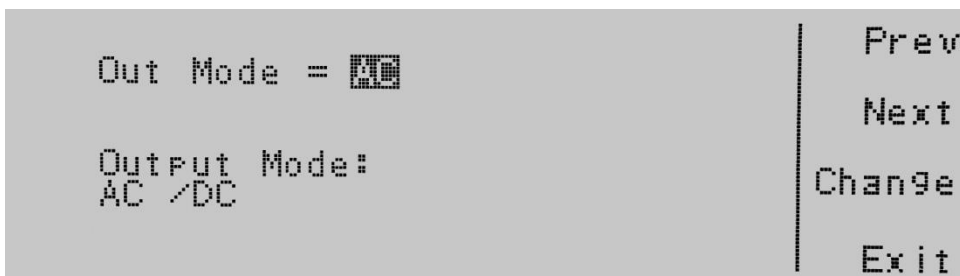 Out Mode = AC
Output Mode:
AC /DC
Prev
Next
Change
Exit